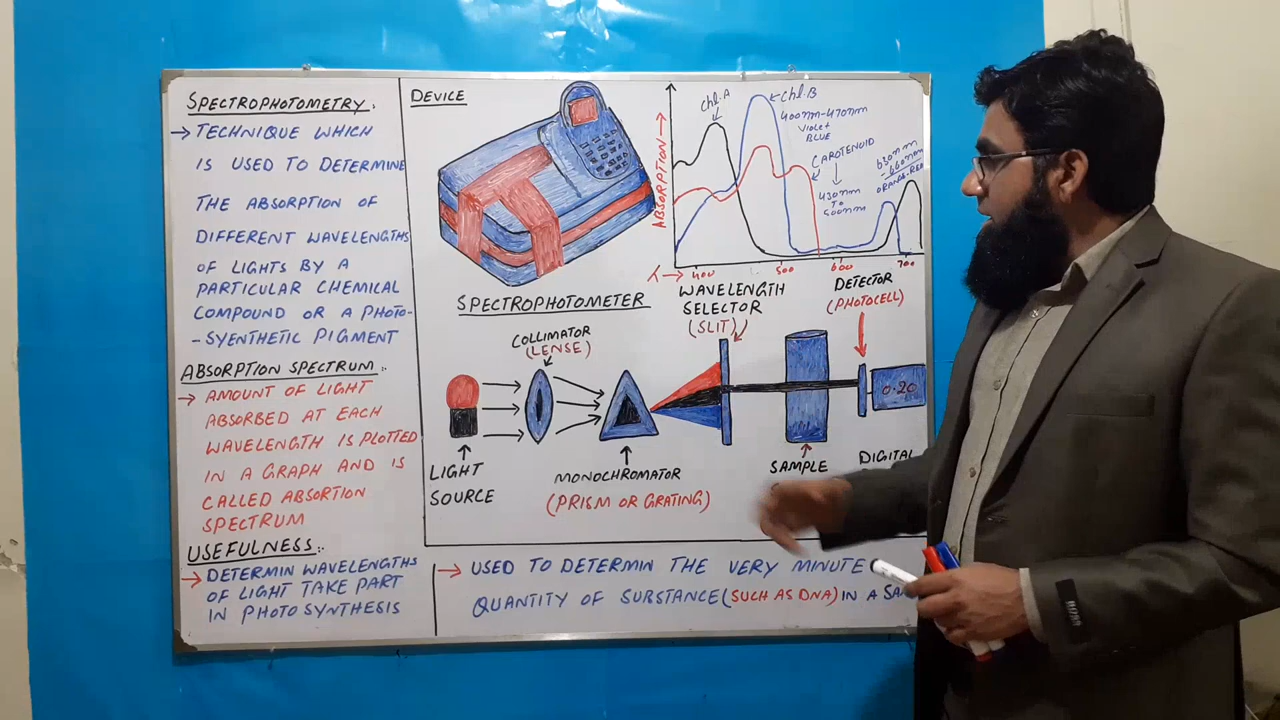 SPECTROPHOTOMETRY.
→ TECHNIQUE WHICH
IS USED TO DETERMINE
THE ABSORPTION OF
DIFFERENT WAVELENGTHS
OF LIGHTS BY A
PARTICULAR CHEMICAL
COMPOUND OR A PHOTO-
-SYENTHETIC PIGMENT
ABSORPTION SPECTRUM:.
→ AMOUNT OF LIGHT
ABSORBED AT EACH
WAVELENGTH IS PLOTTED
IN A GRAPH AND IS
CALLED ABSORTION
SPECTRUM
USEFULNESS:.
→ DETERMIN WAVELENGTHS
OF LIGHT TAKE PART
IN PHOTOSYNTHESIS
DEVICE
SPECTROPHOTOMETER
ABSORPTION →
Chl.A
Chl.B
400nm-470nm
Violet
BLUE
CAROTENOID
430nm
TO
500nm
630nm
-660nm
ORANGE-RED
λ → 400 500 600 700
WAVELENGTH
SELECTOR
(SLIT)
DETECTOR
(PHOTOCELL)
COLLIMATOR
(LENSE)
0.20
LIGHT
SOURCE
MONOCHROMATOR
(PRISM OR GRATING)
SAMPLE
DIGITAL
→ USED TO DETERMIN THE VERY MINUTE
QUANTITY OF SUBSTANCE (SUCH AS DNA) IN A